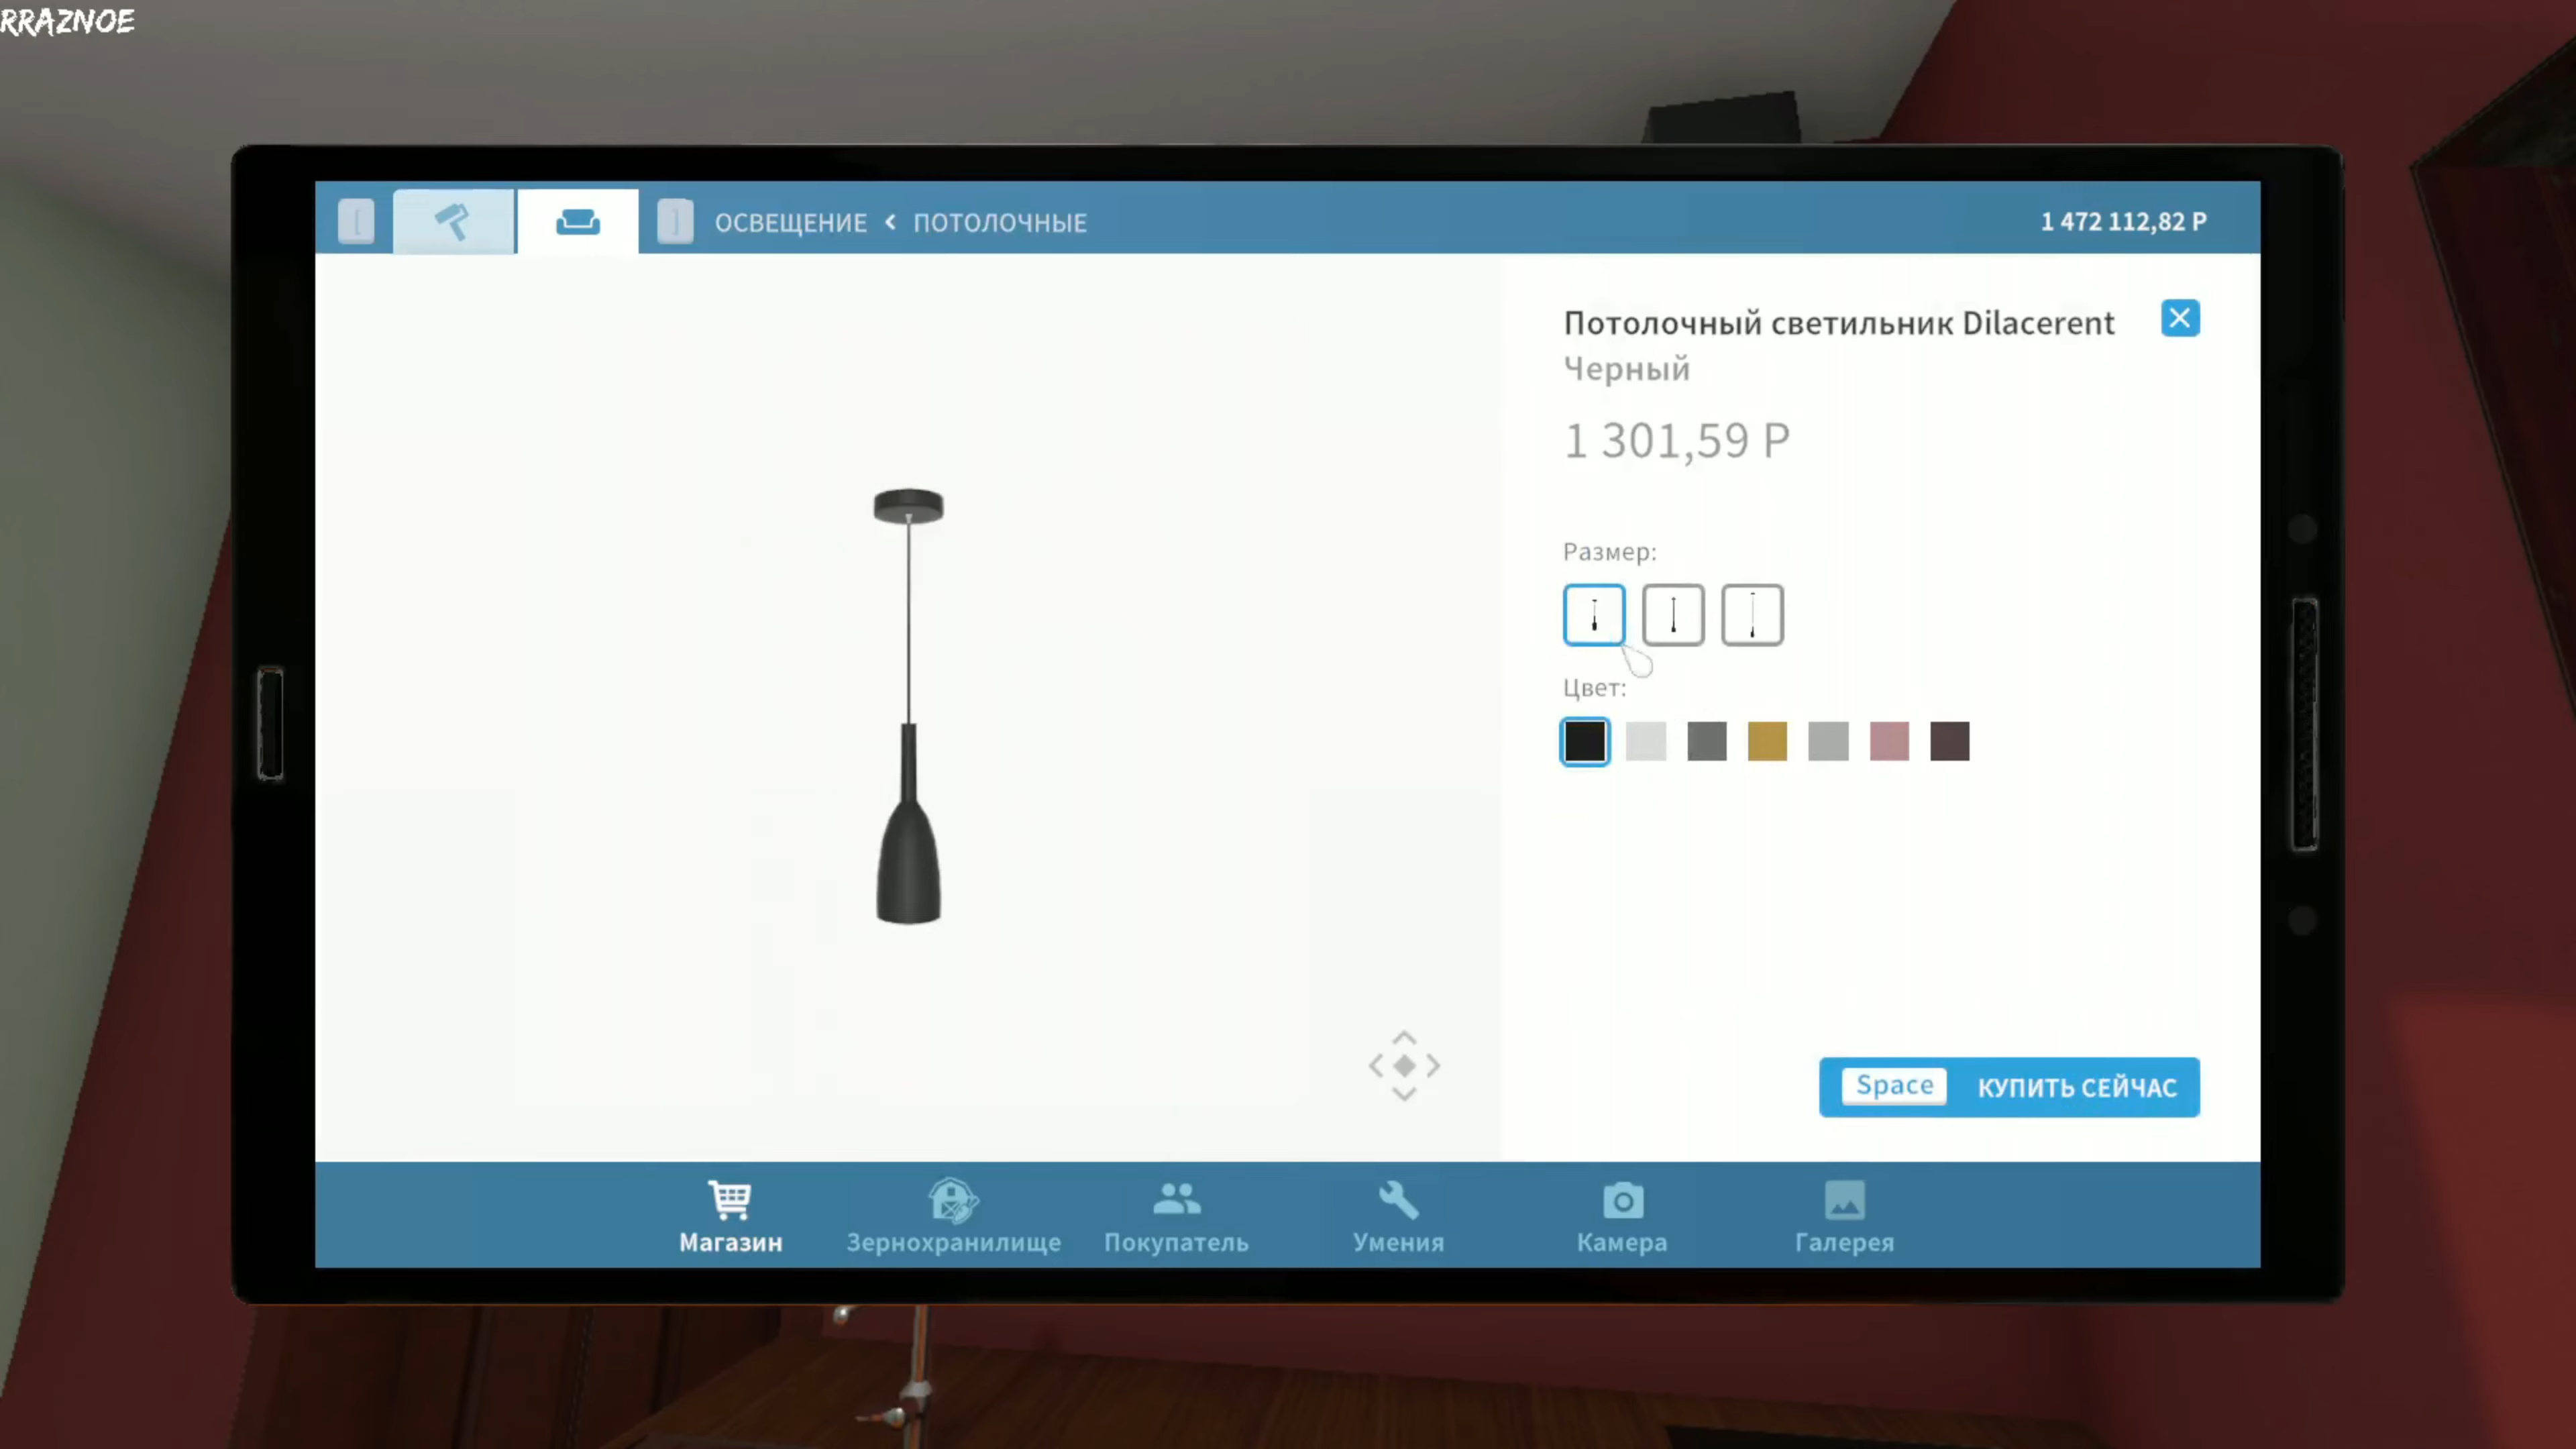 RRAZNOE
[
]
ОСВЕЩЕНИЕ < ПОТОЛОЧНЫЕ
1 472 112,82 Р
Потолочный светильник Dilacerent
Черный
1 301,59 Р
Размер:
Цвет:
Space КУПИТЬ СЕЙЧАС
Магазин
Зернохранилище
Покупатель
Умения
Камера
Галерея